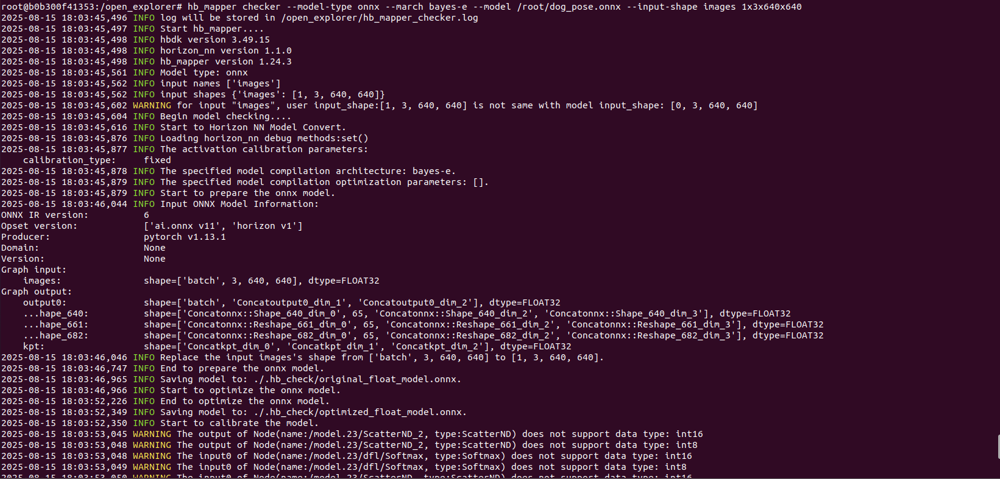 root@b0b300f41353:/open_explorer# hb_mapper checker --model-type onnx --march bayes-e --model /root/dog_pose.onnx --input-shape images 1x3x640x640
2025-08-15 18:03:45,496 INFO log will be stored in /open_explorer/hb_mapper_checker.log
2025-08-15 18:03:45,497 INFO Start hb_mapper....
2025-08-15 18:03:45,498 INFO hbdk version 3.49.15
2025-08-15 18:03:45,498 INFO horizon_nn version 1.1.0
2025-08-15 18:03:45,498 INFO hb_mapper version 1.24.3
2025-08-15 18:03:45,561 INFO Model type: onnx
2025-08-15 18:03:45,562 INFO input names ['images']
2025-08-15 18:03:45,562 INFO input shapes {'images': [1, 3, 640, 640]}
2025-08-15 18:03:45,602 WARNING for input "images", user input_shape:[1, 3, 640, 640] is not same with model input_shape: [0, 3, 640, 640]
2025-08-15 18:03:45,604 INFO Begin model checking....
2025-08-15 18:03:45,616 INFO Start to Horizon NN Model Convert.
2025-08-15 18:03:45,876 INFO Loading horizon_nn debug methods:set()
2025-08-15 18:03:45,877 INFO The activation calibration parameters:
    calibration_type:     fixed
2025-08-15 18:03:45,878 INFO The specified model compilation architecture: bayes-e.
2025-08-15 18:03:45,879 INFO The specified model compilation optimization parameters: [].
2025-08-15 18:03:45,879 INFO Start to prepare the onnx model.
2025-08-15 18:03:46,044 INFO Input ONNX Model Information:
ONNX IR version:          6
Opset version:            ['ai.onnx v11', 'horizon v1']
Producer:                 pytorch v1.13.1
Domain:                   None
Version:                  None
Graph input:
    images:               shape=['batch', 3, 640, 640], dtype=FLOAT32
Graph output:
    output0:              shape=['batch', 'Concatoutput0_dim_1', 'Concatoutput0_dim_2'], dtype=FLOAT32
    ...hape_640:          shape=['Concatonnx::Shape_640_dim_0', 65, 'Concatonnx::Shape_640_dim_2', 'Concatonnx::Shape_640_dim_3'], dtype=FLOAT32
    ...hape_661:          shape=['Concatonnx::Reshape_661_dim_0', 65, 'Concatonnx::Reshape_661_dim_2', 'Concatonnx::Reshape_661_dim_3'], dtype=FLOAT32
    ...hape_682:          shape=['Concatonnx::Reshape_682_dim_0', 65, 'Concatonnx::Reshape_682_dim_2', 'Concatonnx::Reshape_682_dim_3'], dtype=FLOAT32
    kpt:                  shape=['Concatkpt_dim_0', 'Concatkpt_dim_1', 'Concatkpt_dim_2'], dtype=FLOAT32
2025-08-15 18:03:46,046 INFO Replace the input images's shape from ['batch', 3, 640, 640] to [1, 3, 640, 640].
2025-08-15 18:03:46,747 INFO End to prepare the onnx model.
2025-08-15 18:03:46,965 INFO Saving model to: ./.hb_check/original_float_model.onnx.
2025-08-15 18:03:46,966 INFO Start to optimize the onnx model.
2025-08-15 18:03:52,226 INFO End to optimize the onnx model.
2025-08-15 18:03:52,349 INFO Saving model to: ./.hb_check/optimized_float_model.onnx.
2025-08-15 18:03:52,350 INFO Start to calibrate the model.
2025-08-15 18:03:53,045 WARNING The output of Node(name:/model.23/ScatterND_2, type:ScatterND) does not support data type: int16
2025-08-15 18:03:53,048 WARNING The output of Node(name:/model.23/ScatterND_2, type:ScatterND) does not support data type: int8
2025-08-15 18:03:53,048 WARNING The input0 of Node(name:/model.23/dfl/Softmax, type:Softmax) does not support data type: int16
2025-08-15 18:03:53,049 WARNING The input0 of Node(name:/model.23/dfl/Softmax, type:Softmax) does not support data type: int8
2025-08-15 18:03:53,050 WARNING The input0 of Node(name:/model.23/ScatterND, type:ScatterND) does not support data type: int16